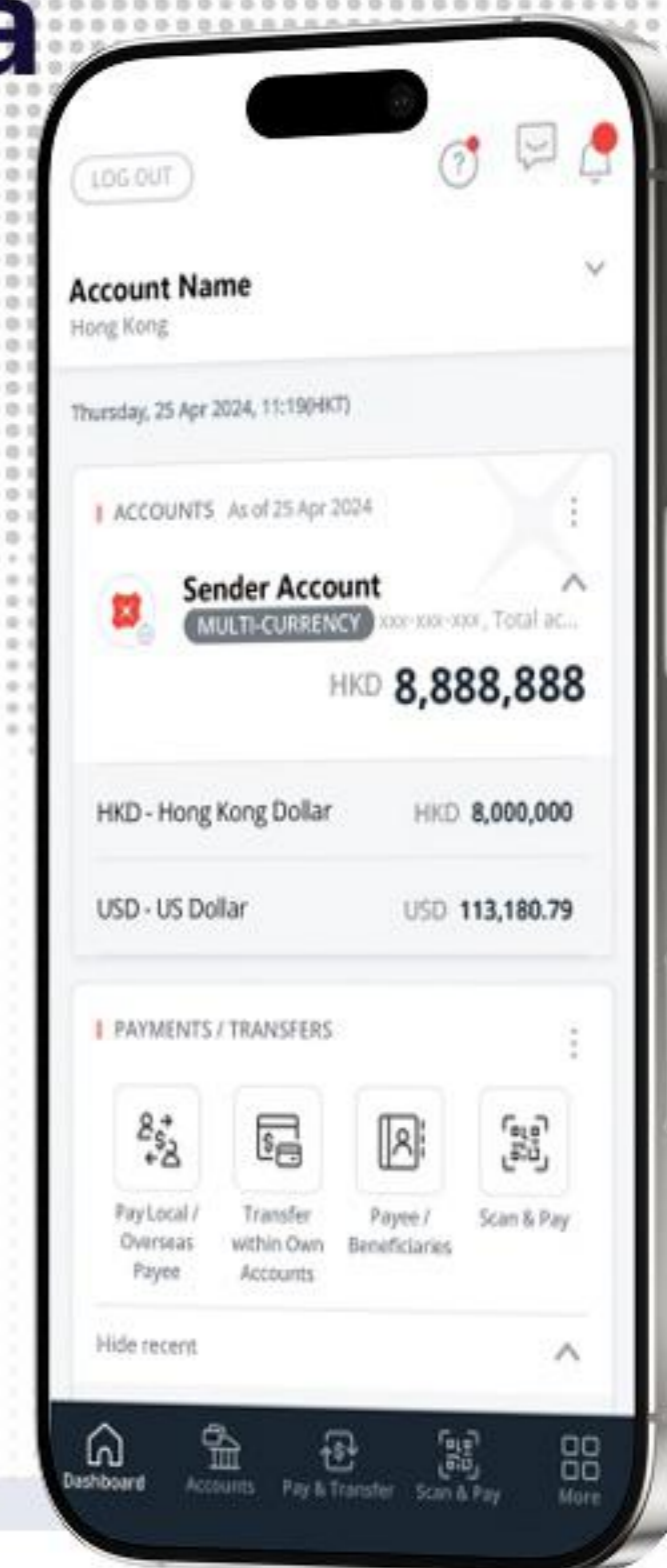 a
LOG OUT
?
Account Name
Hong Kong
Thursday, 25 Apr 2024, 11:19(HKT)
ACCOUNTS As of 25 Apr 2024
Sender Account
MULTI-CURRENCY xxx-xxx-xxx, Total ac...
HKD 8,888,888
HKD - Hong Kong Dollar HKD 8,000,000
USD - US Dollar USD 113,180.79
PAYMENTS / TRANSFERS
Pay Local / Overseas Payee
Transfer within Own Accounts
Payee / Beneficiaries
Scan & Pay
Hide recent
Dashboard Accounts Pay & Transfer Scan & Pay More